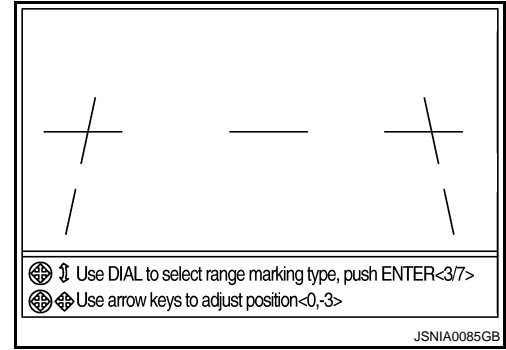 Use DIAL to select range marking type, push ENTER<3/7>
Use arrow keys to adjust position<0,-3>
JSNIA0085GB